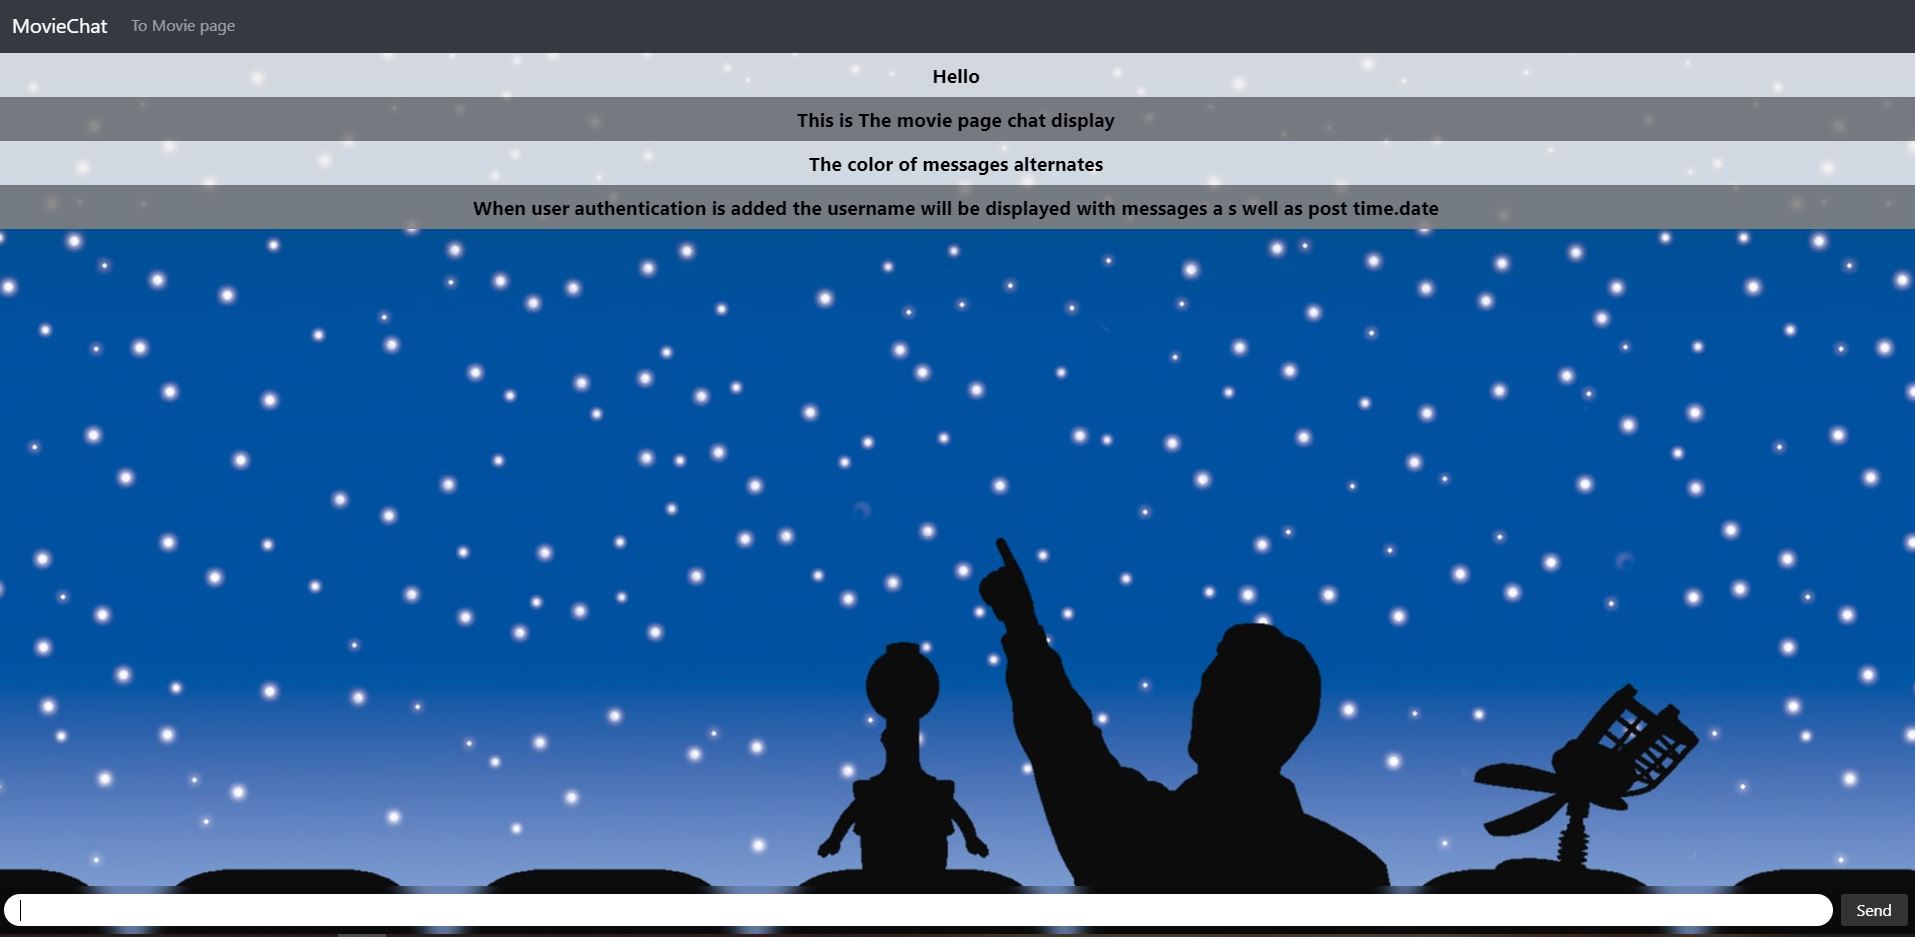 MovieChat To Movie page
Hello
This is The movie page chat display
The color of messages alternates
When user authentication is added the username will be displayed with messages a s well as post time.date
Send